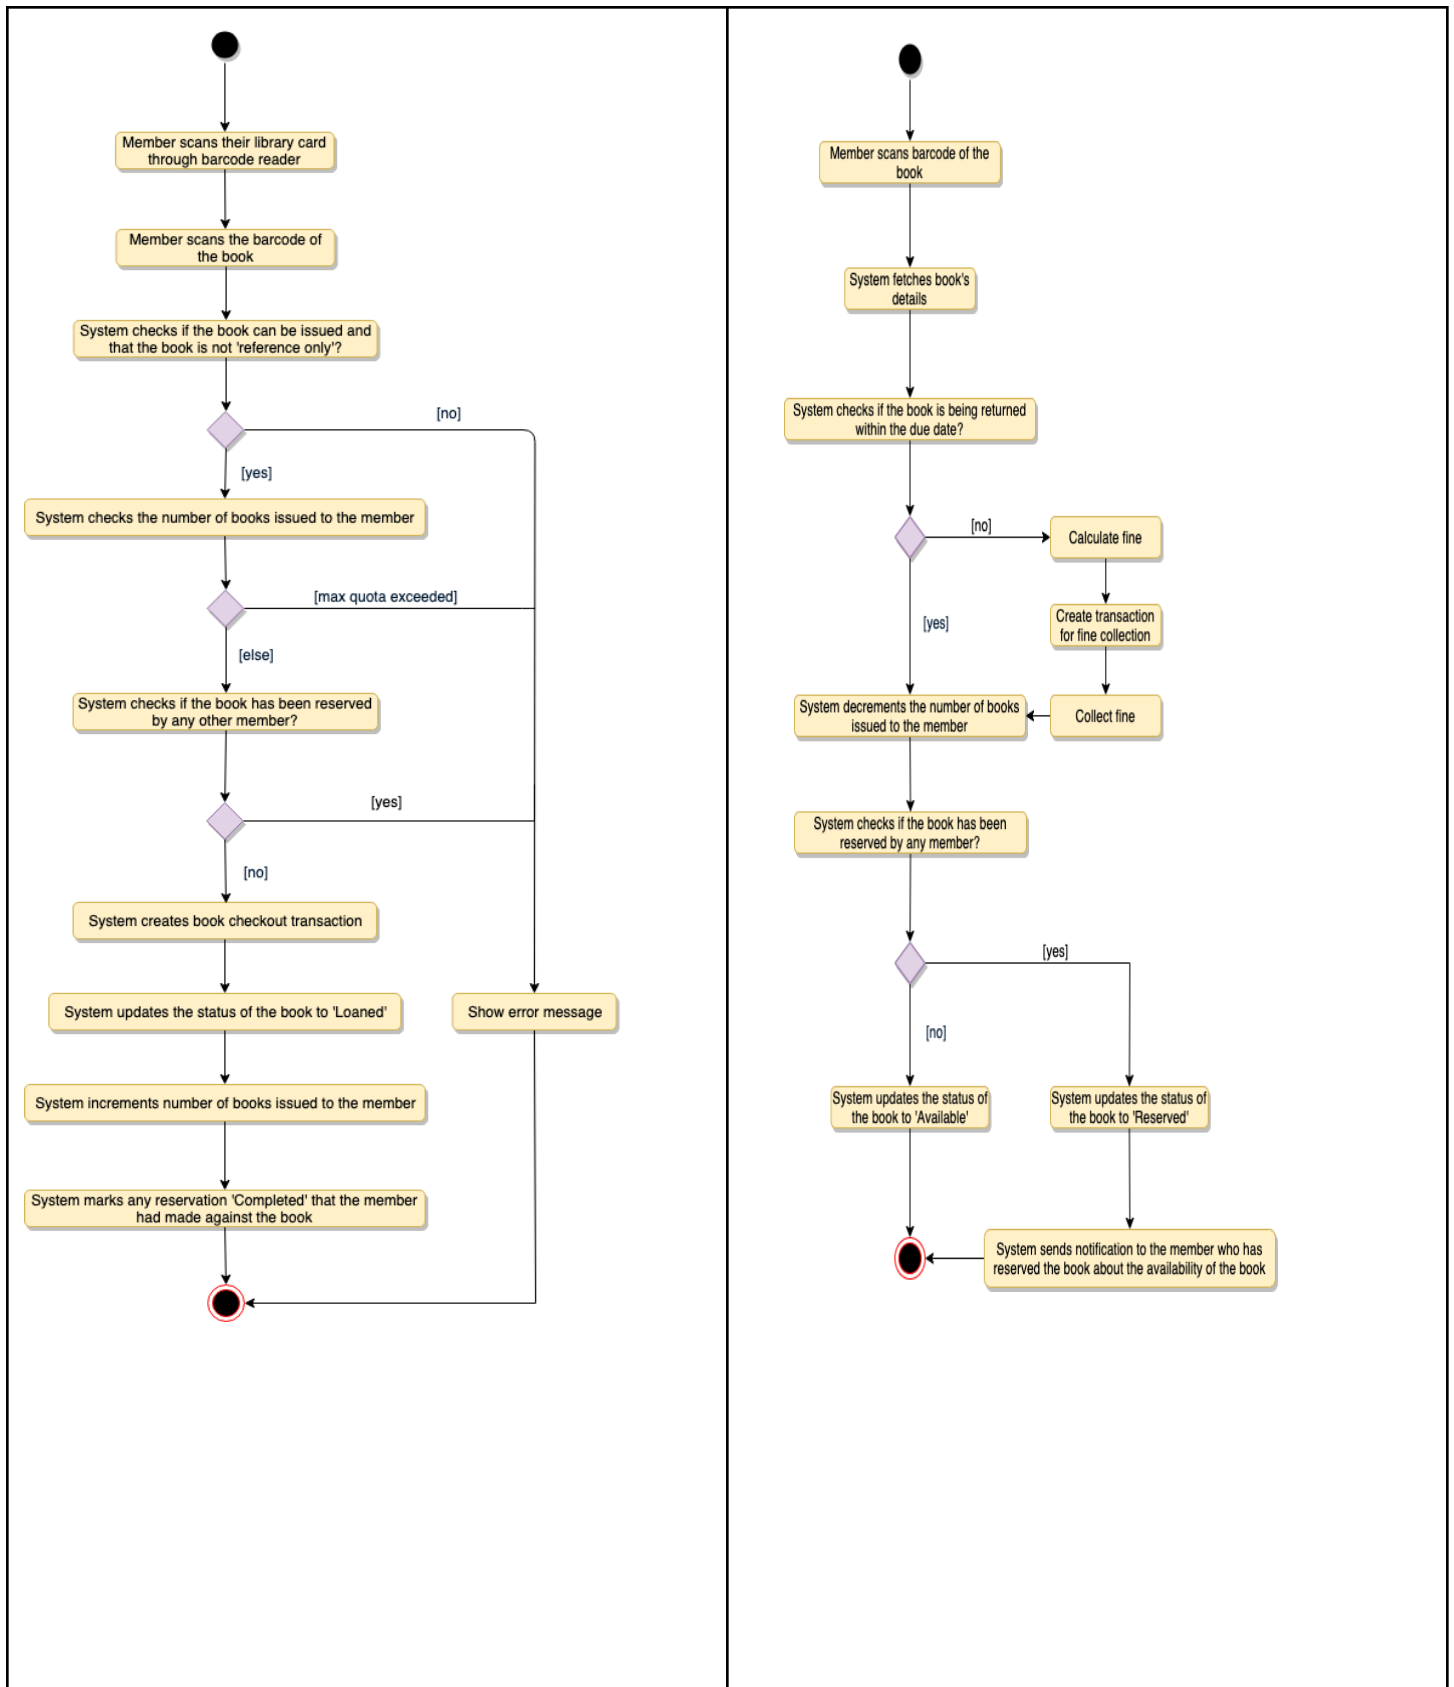 Member scans their library card
through barcode reader
Member scans the barcode of
the book
System checks if the book can be issued and
that the book is not 'reference only'?
[no]
[yes]
System checks the number of books issued to the member
[max quota exceeded]
[else]
System checks if the book has been reserved
by any other member?
[yes]
[no]
System creates book checkout transaction
System updates the status of the book to 'Loaned'
Show error message
System increments number of books issued to the member
System marks any reservation 'Completed' that the member
had made against the book
Member scans barcode of the
book
System fetches book's
details
System checks if the book is being returned
within the due date?
[no]
Calculate fine
[yes]
Create transaction
for fine collection
System decrements the number of books
issued to the member
Collect fine
System checks if the book has been
reserved by any member?
[yes]
[no]
System updates the status of
the book to 'Available'
System updates the status of
the book to 'Reserved'
System sends notification to the member who has
reserved the book about the availability of the book